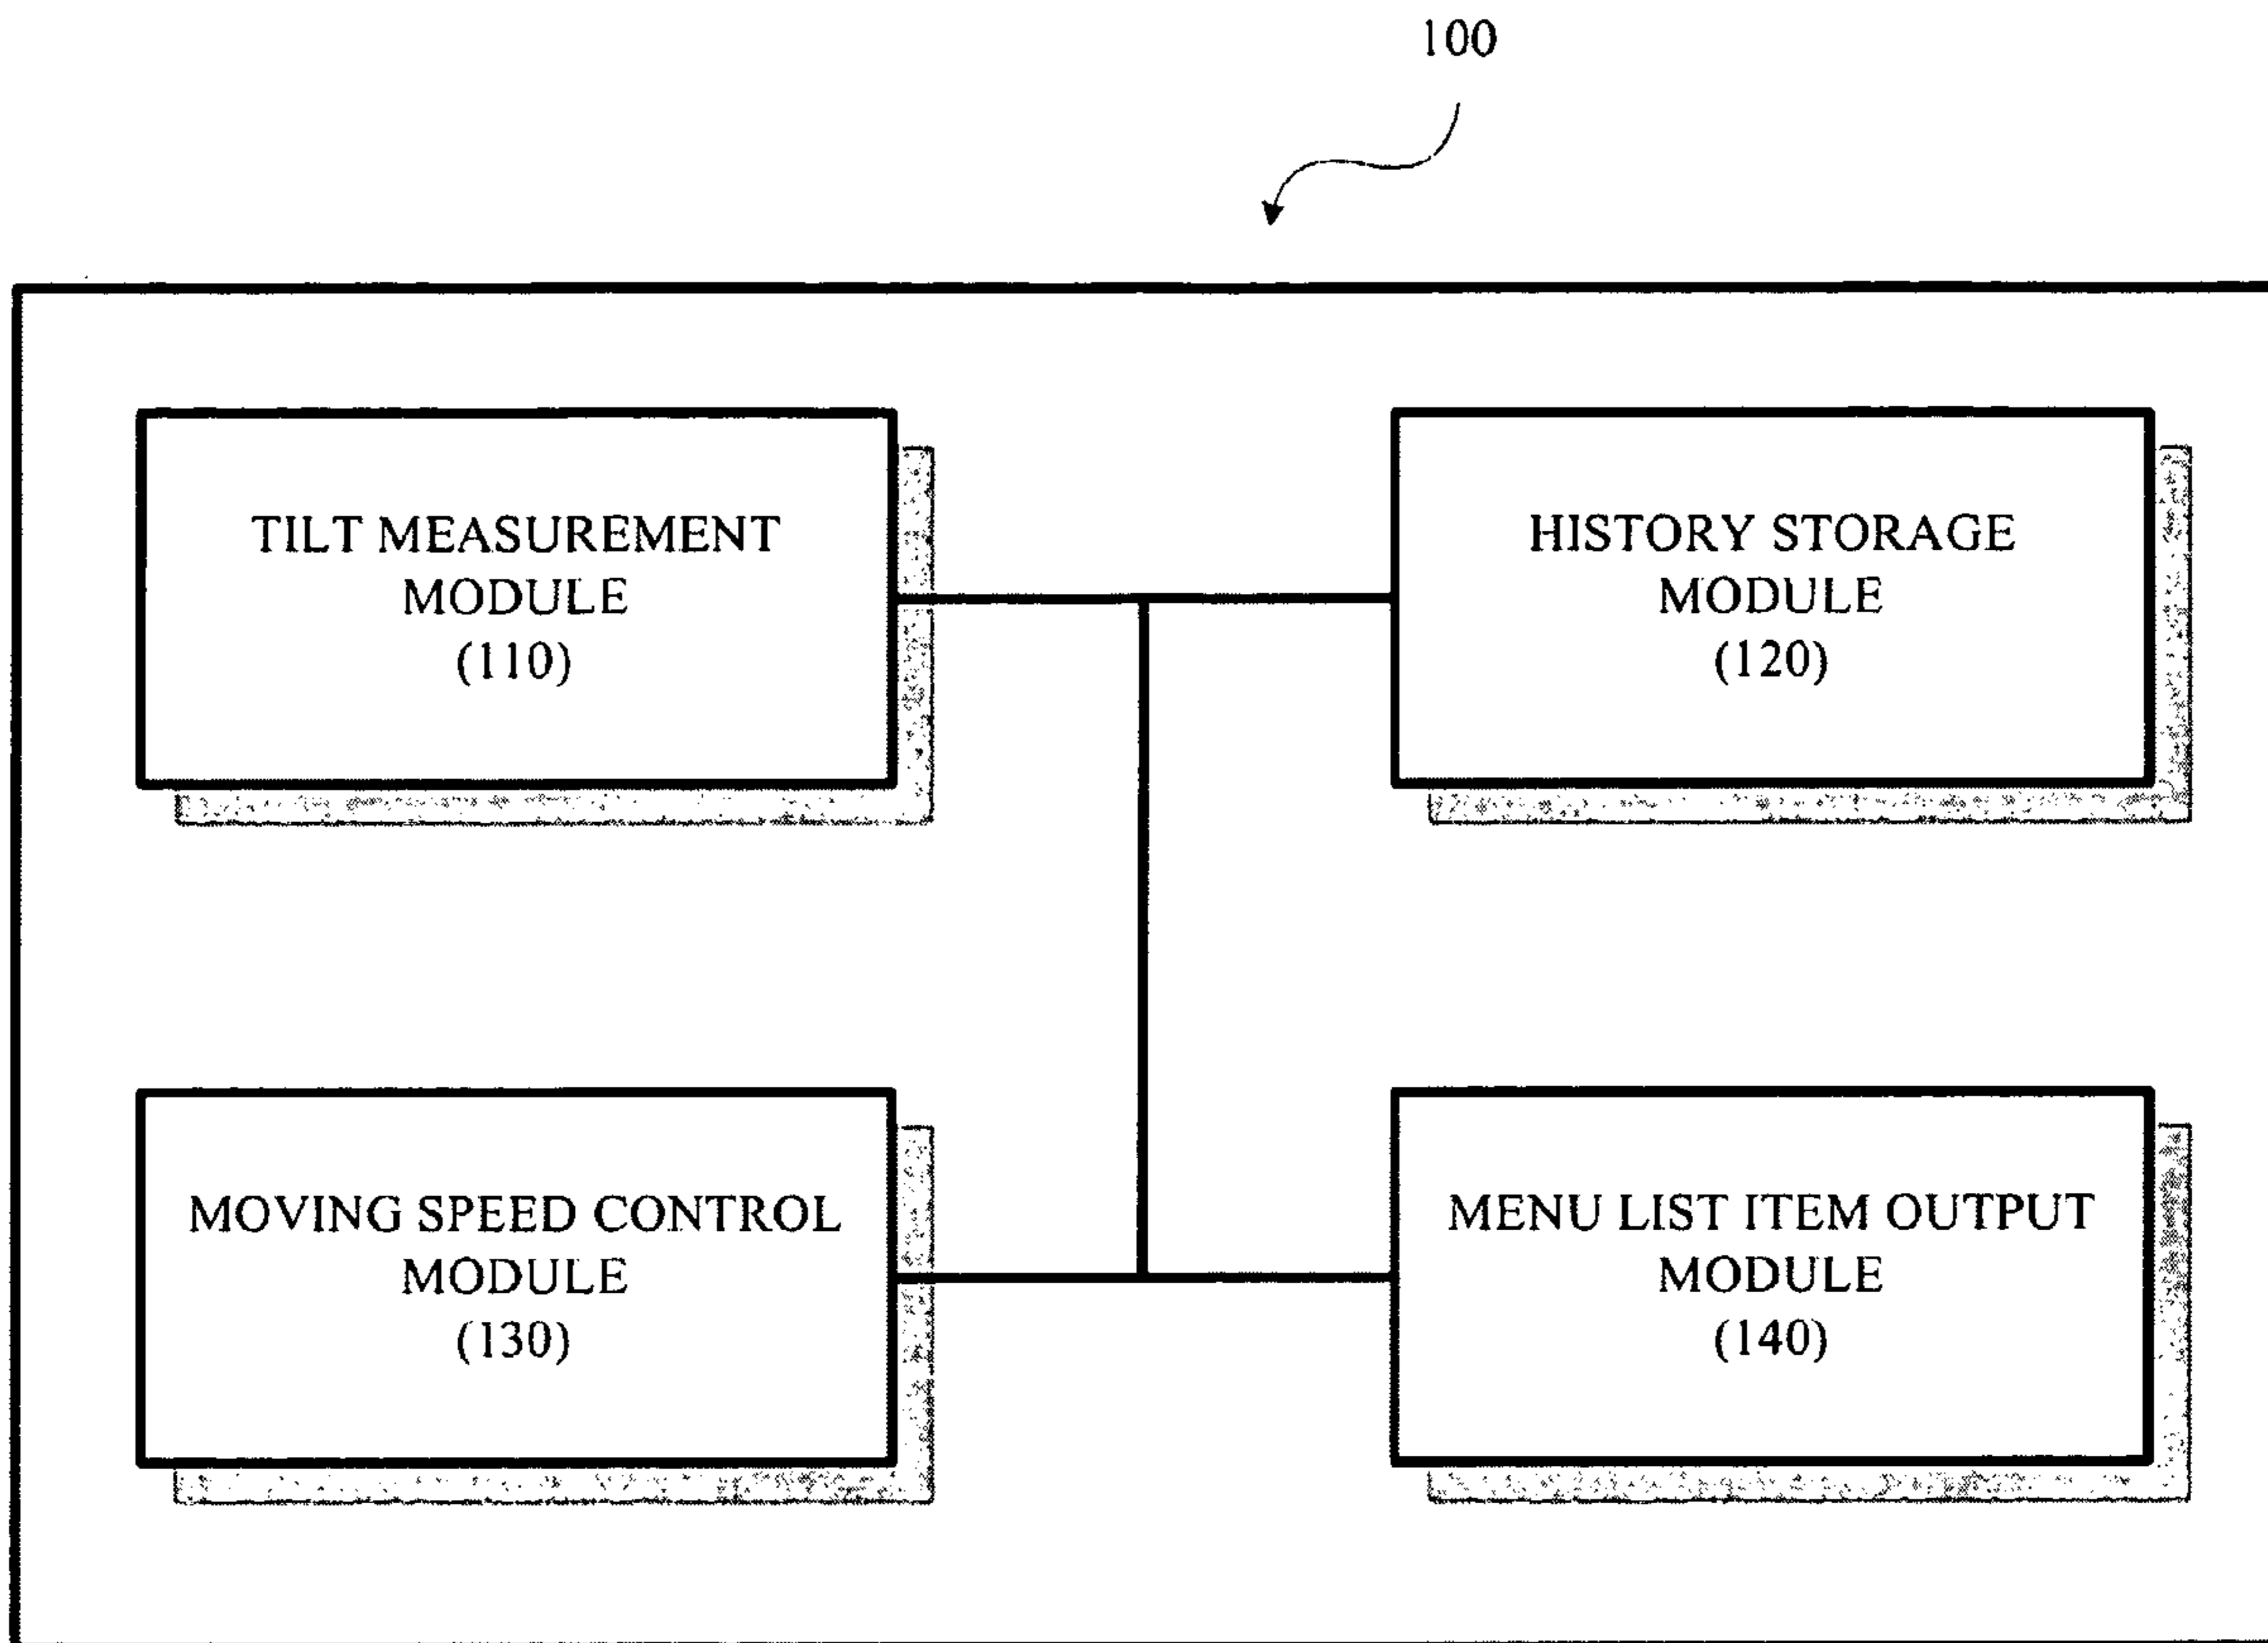 100
TILT MEASUREMENT
MODULE
(110)
HISTORY STORAGE
MODULE
(120)
MOVING SPEED CONTROL
MODULE
(130)
MENU LIST ITEM OUTPUT
MODULE
(140)